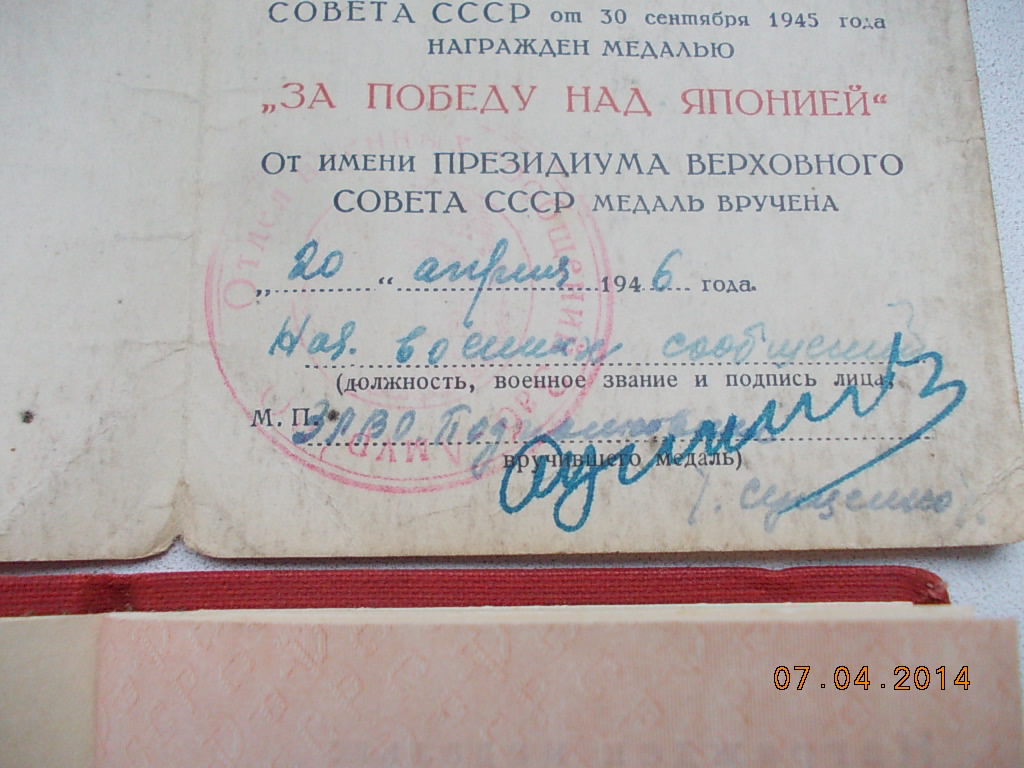 СОВЕТА СССР от 30 сентября 1945 года
НАГРАЖДЕН МЕДАЛЬЮ
„ЗА ПОБЕДУ НАД ЯПОНИЕЙ“
От имени ПРЕЗИДИУМА ВЕРХОВНОГО
СОВЕТА СССР МЕДАЛЬ ВРУЧЕНА
„20“ апреля 1946 года.
Нач. военных сообщений
(должность, военное звание и подпись лица,
М. П. Подполковник
вручившего медаль)
Отдел
07.04.2014